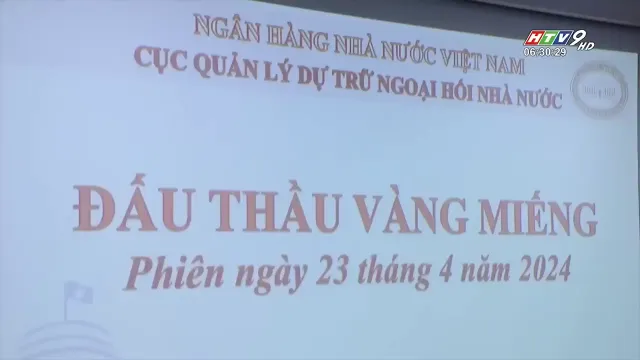 NGÂN HÀNG NHÀ NƯỚC VIỆT NAM
CỤC QUẢN LÝ DỰ TRỮ NGOẠI HỐI NHÀ NƯỚC
HTV9 HD
06:30:29
ĐẤU THẦU VÀNG MIẾNG
Phiên ngày 23 tháng 4 năm 2024